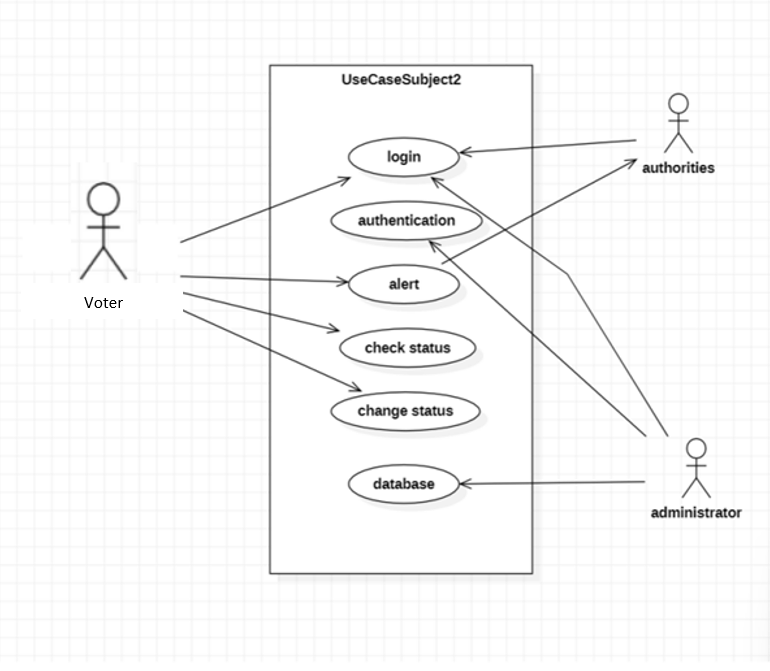 UseCaseSubject2
login
authentication
alert
check status
change status
database
Voter
authorities
administrator